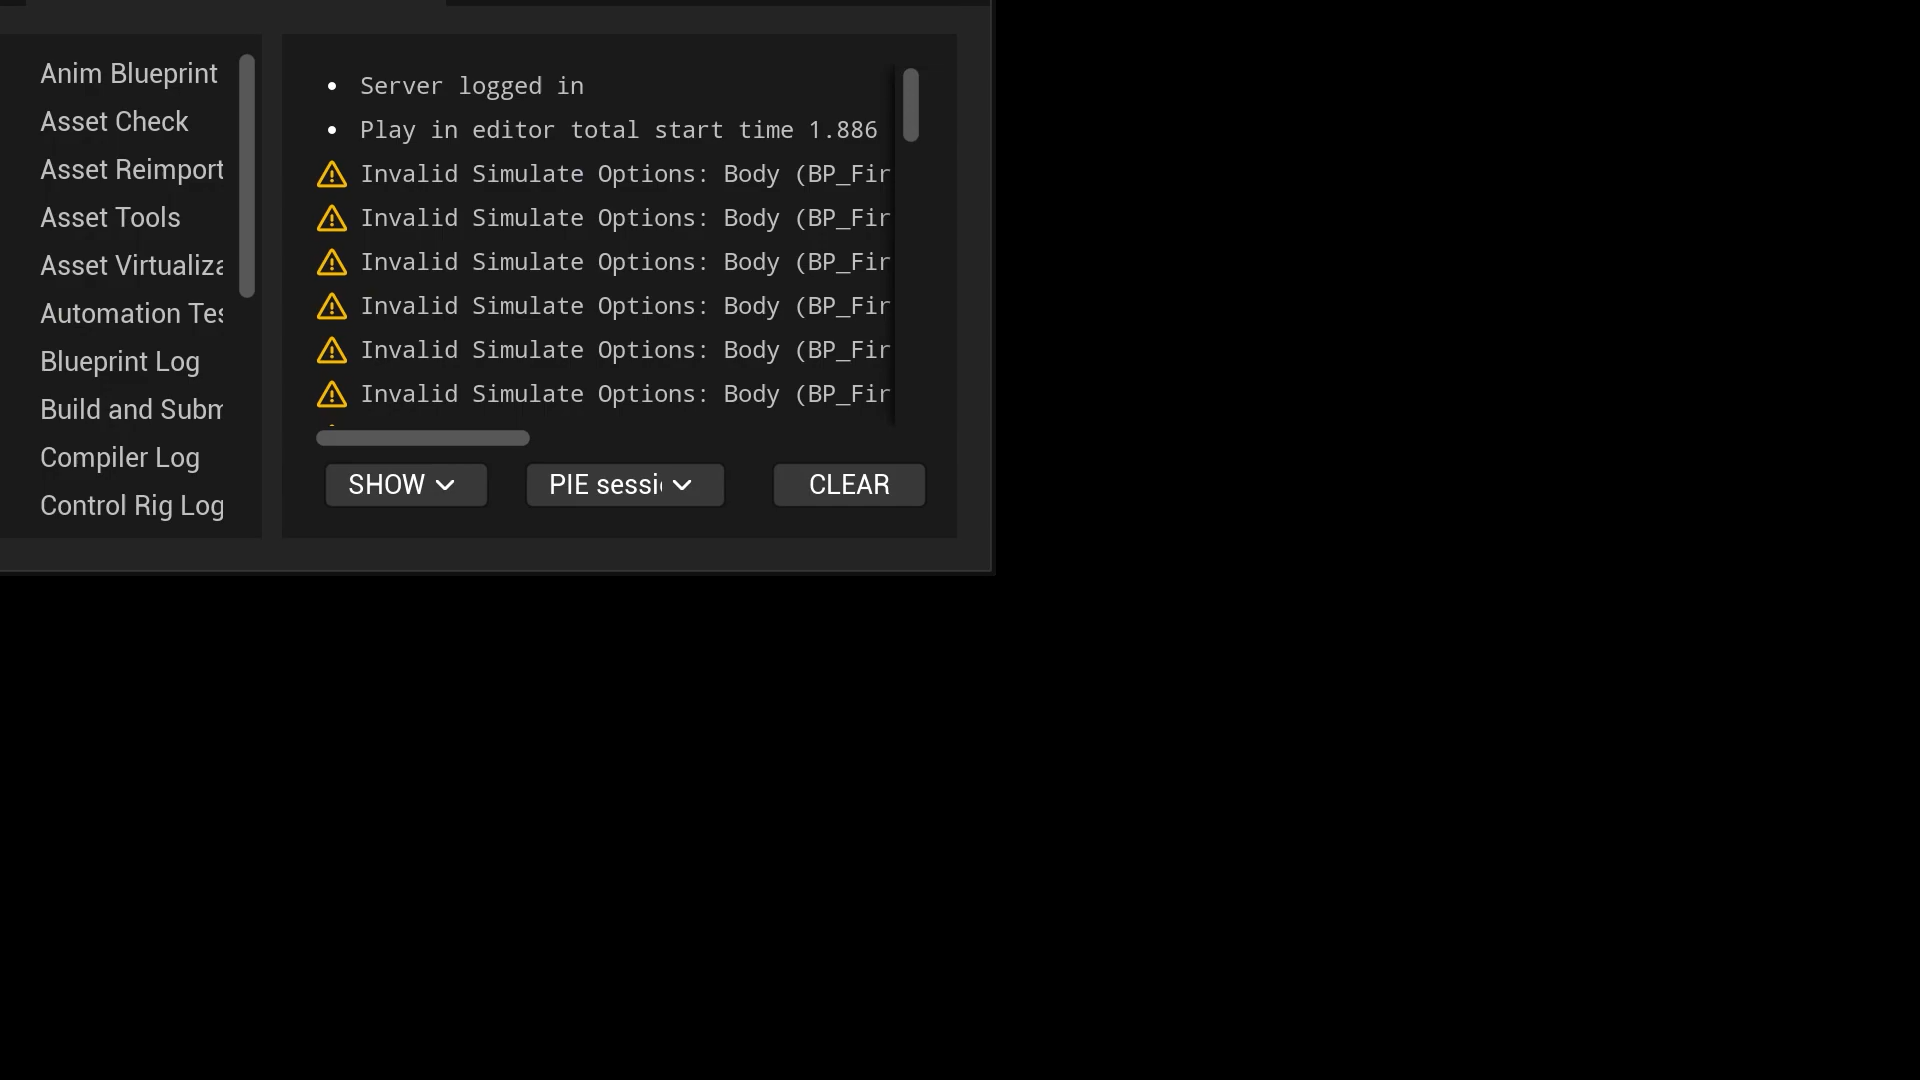 Anim Blueprint
Asset Check
Asset Reimport
Asset Tools
Asset Virtualiza
Automation Tes
Blueprint Log
Build and Subm
Compiler Log
Control Rig Log
Server logged in
Play in editor total start time 1.886
Invalid Simulate Options: Body (BP_Fir
Invalid Simulate Options: Body (BP_Fir
Invalid Simulate Options: Body (BP_Fir
Invalid Simulate Options: Body (BP_Fir
Invalid Simulate Options: Body (BP_Fir
Invalid Simulate Options: Body (BP_Fir
SHOW PIE sessi CLEAR